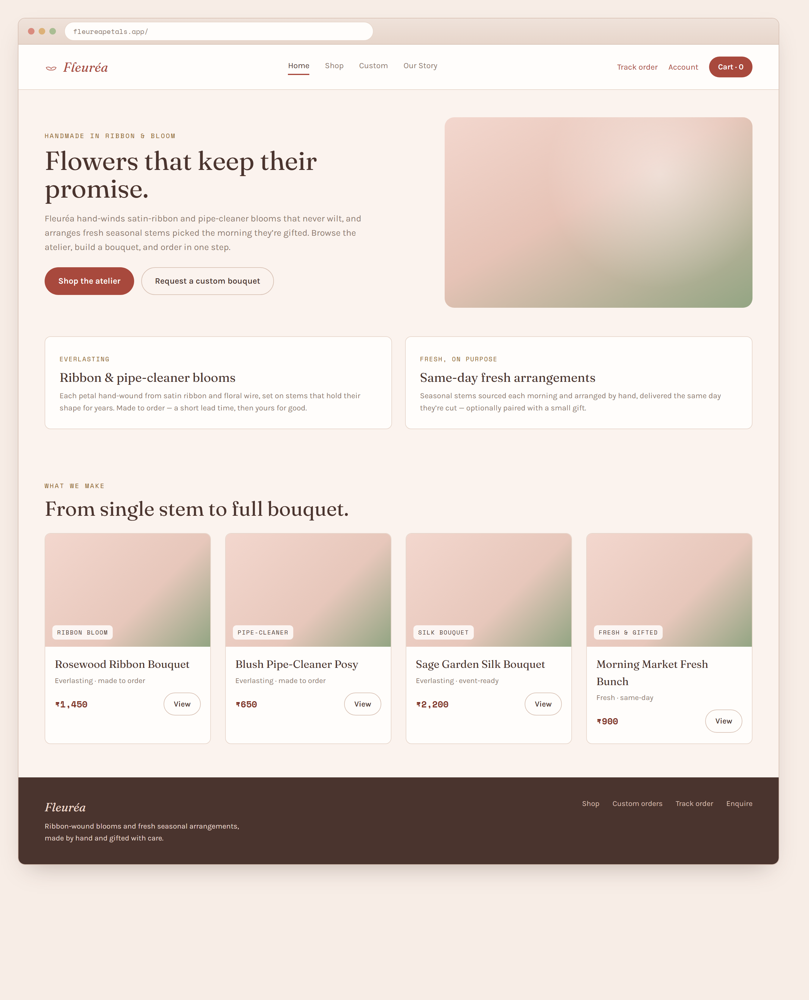 fleureapetals.app/
Fleuréa
Home Shop Custom Our Story
Track order Account Cart · 0
HANDMADE IN RIBBON & BLOOM
Flowers that keep their
promise.
Fleuréa hand-winds satin-ribbon and pipe-cleaner blooms that never wilt, and
arranges fresh seasonal stems picked the morning they’re gifted. Browse the
atelier, build a bouquet, and order in one step.
Shop the atelier
Request a custom bouquet
EVERLASTING
Ribbon & pipe-cleaner blooms
Each petal hand-wound from satin ribbon and floral wire, set on stems that hold their
shape for years. Made to order — a short lead time, then yours for good.
FRESH, ON PURPOSE
Same-day fresh arrangements
Seasonal stems sourced each morning and arranged by hand, delivered the same day
they’re cut — optionally paired with a small gift.
WHAT WE MAKE
From single stem to full bouquet.
RIBBON BLOOM
Rosewood Ribbon Bouquet
Everlasting · made to order
₹1,450
View
PIPE-CLEANER
Blush Pipe-Cleaner Posy
Everlasting · made to order
₹650
View
SILK BOUQUET
Sage Garden Silk Bouquet
Everlasting · event-ready
₹2,200
View
FRESH & GIFTED
Morning Market Fresh
Bunch
Fresh · same-day
₹900
View
Fleuréa
Ribbon-wound blooms and fresh seasonal arrangements,
made by hand and gifted with care.
Shop Custom orders Track order Enquire